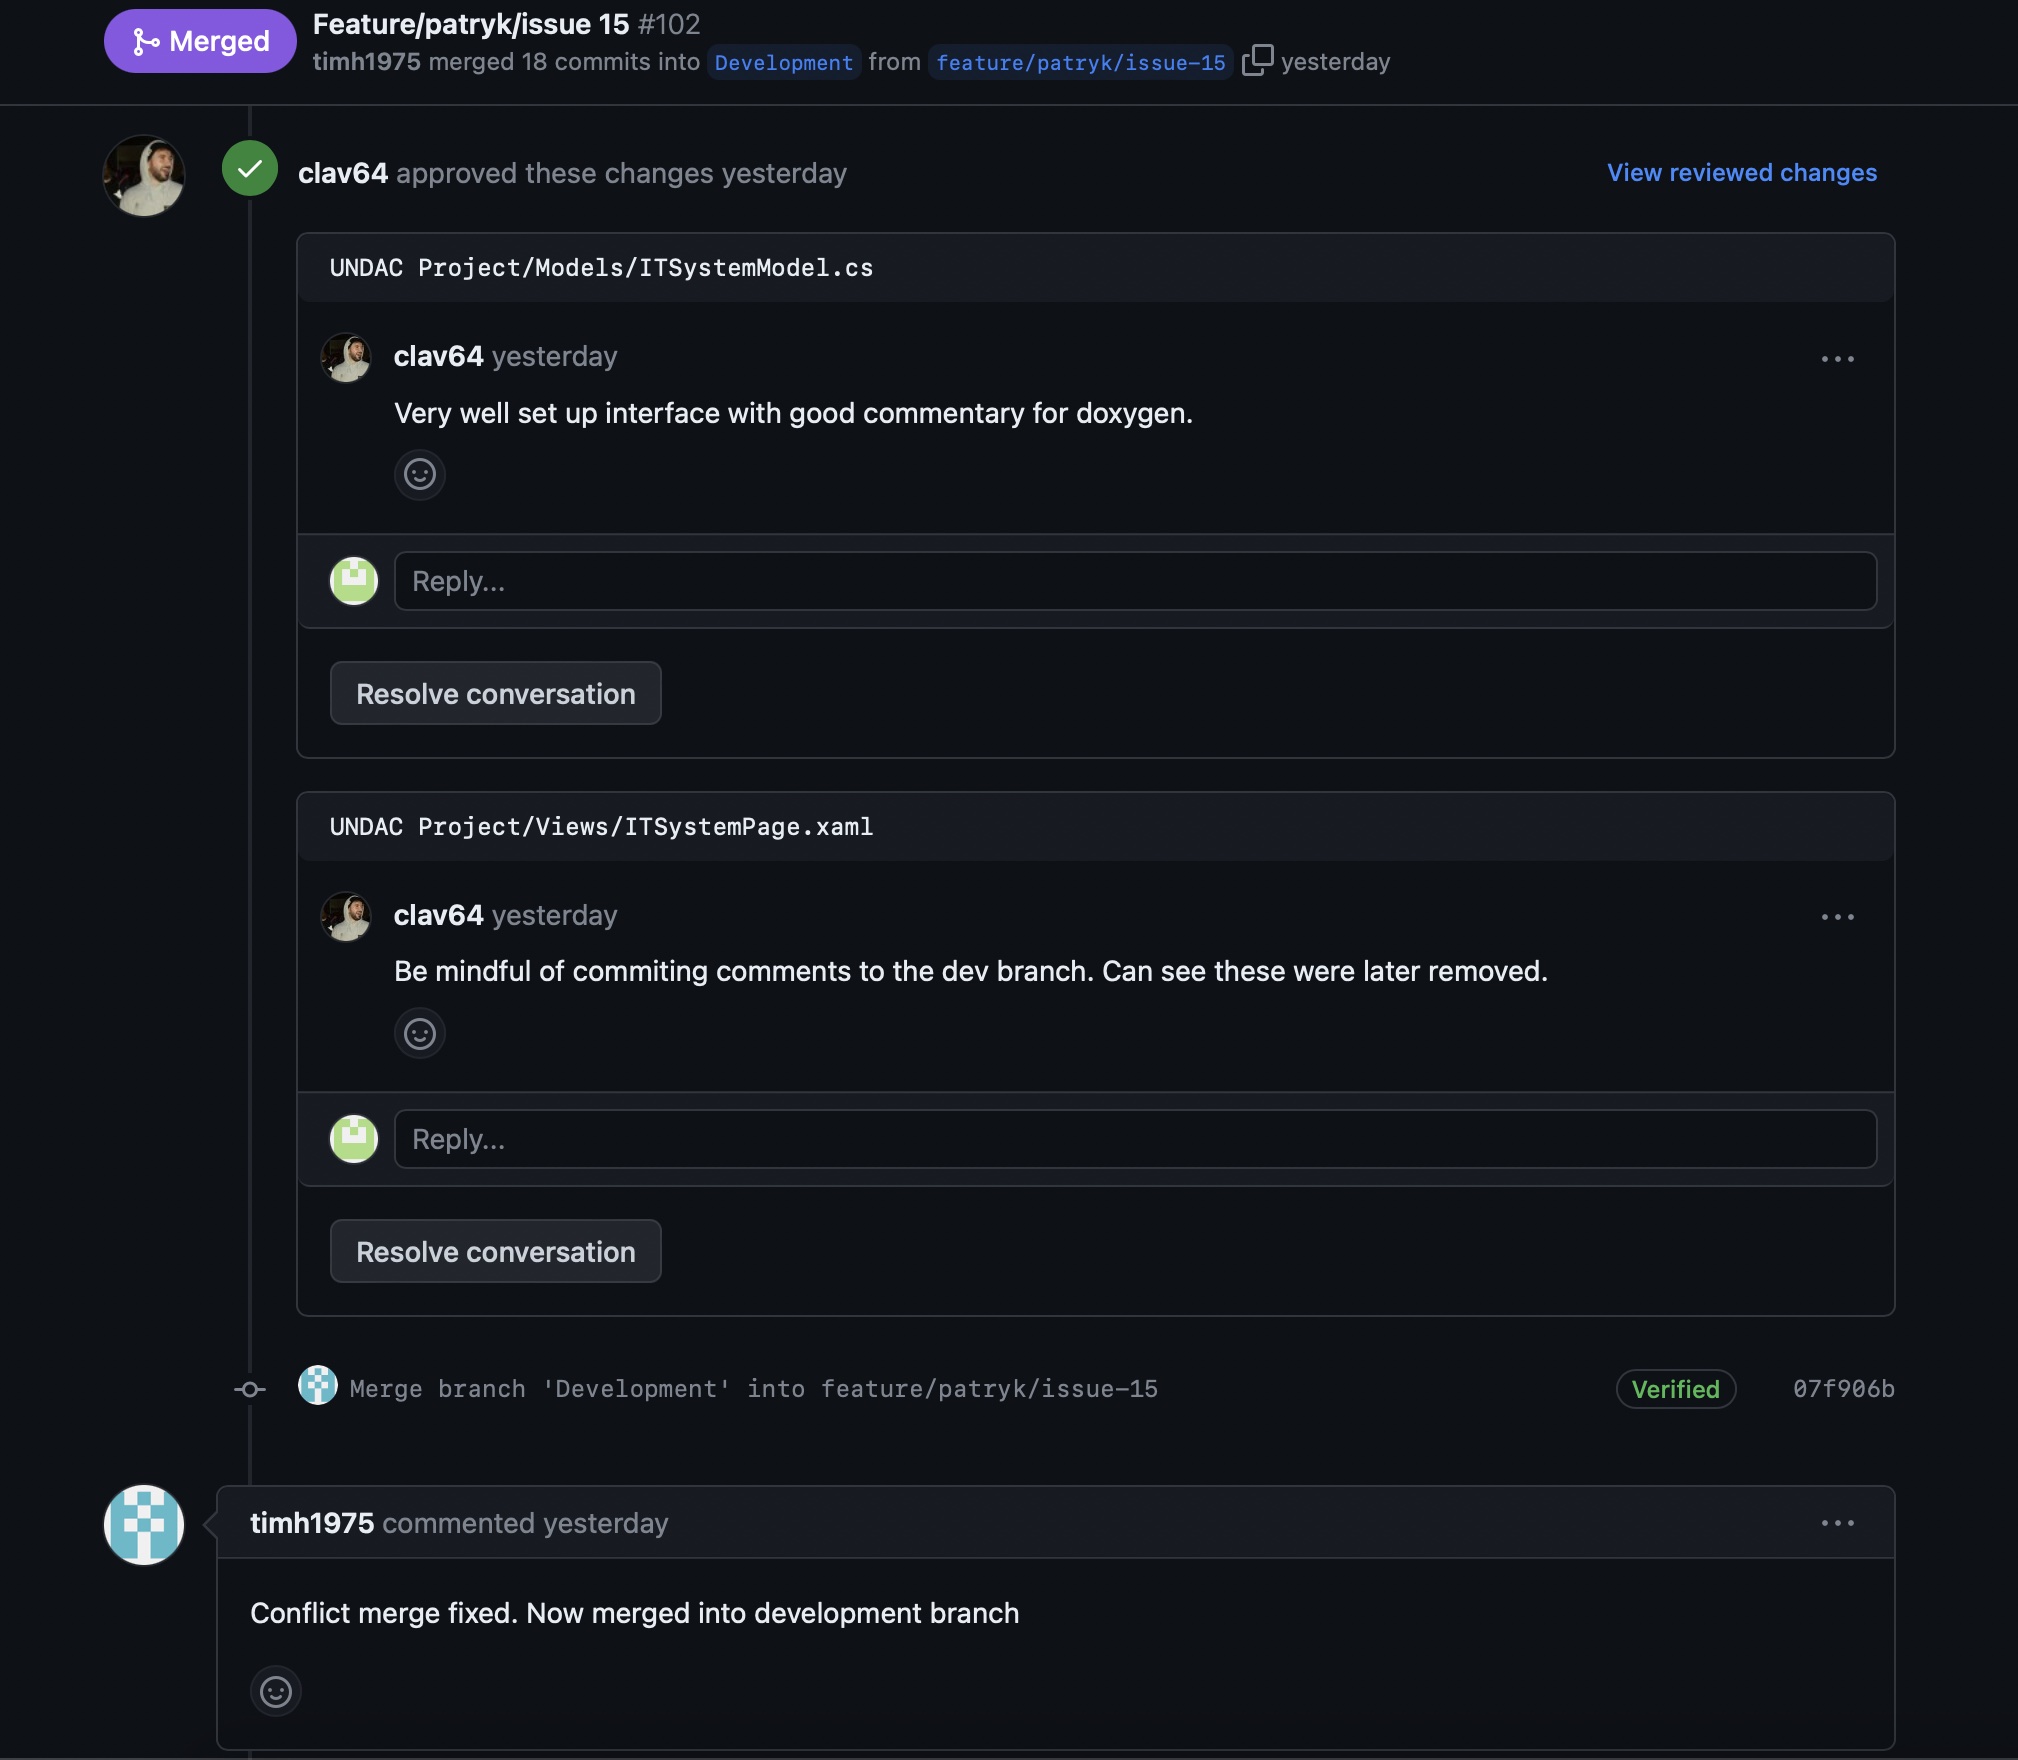 Merged
Feature/patryk/issue 15 #102
timh1975 merged 18 commits into Development from feature/patryk/issue-15 yesterday
clav64 approved these changes yesterday
View reviewed changes
UNDAC Project/Models/ITSystemModel.cs
clav64 yesterday
Very well set up interface with good commentary for doxygen.
Reply...
Resolve conversation
UNDAC Project/Views/ITSystemPage.xaml
clav64 yesterday
Be mindful of commiting comments to the dev branch. Can see these were later removed.
Reply...
Resolve conversation
Merge branch 'Development' into feature/patryk/issue-15
Verified
07f906b
timh1975 commented yesterday
Conflict merge fixed. Now merged into development branch